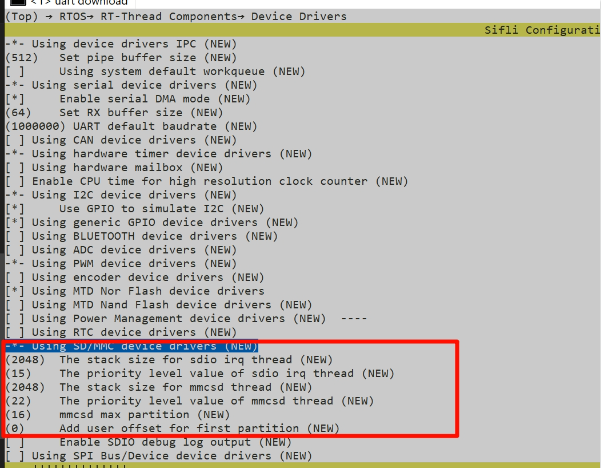 <1> uart download
(Top) → RTOS→ RT-Thread Components→ Device Drivers
Sifli Configurati
-*- Using device drivers IPC (NEW)
(512) Set pipe buffer size (NEW)
[ ] Using system default workqueue (NEW)
-*- Using serial device drivers (NEW)
[*] Enable serial DMA mode (NEW)
(64) Set RX buffer size (NEW)
(1000000) UART default baudrate (NEW)
[ ] Using CAN device drivers (NEW)
-*- Using hardware timer device drivers (NEW)
[ ] Using hardware mailbox (NEW)
[ ] Enable CPU time for high resolution clock counter (NEW)
-*- Using I2C device drivers (NEW)
[*] Use GPIO to simulate I2C (NEW)
[*] Using generic GPIO device drivers (NEW)
[ ] Using BLUETOOTH device drivers (NEW)
[ ] Using ADC device drivers (NEW)
-*- Using PWM device drivers (NEW)
[ ] Using encoder device drivers (NEW)
[*] Using MTD Nor Flash device drivers
[ ] Using MTD Nand Flash device drivers (NEW)
[ ] Using Power Management device drivers (NEW) ----
[ ] Using RTC device drivers (NEW)
-*- Using SD/MMC device drivers (NEW)
(2048) The stack size for sdio irq thread (NEW)
(15) The priority level value of sdio irq thread (NEW)
(2048) The stack size for mmcsd thread (NEW)
(22) The priority level value of mmcsd thread (NEW)
(16) mmcsd max partition (NEW)
(0) Add user offset for first partition (NEW)
[ ] Enable SDIO debug log output (NEW)
[ ] Using SPI Bus/Device device drivers (NEW)